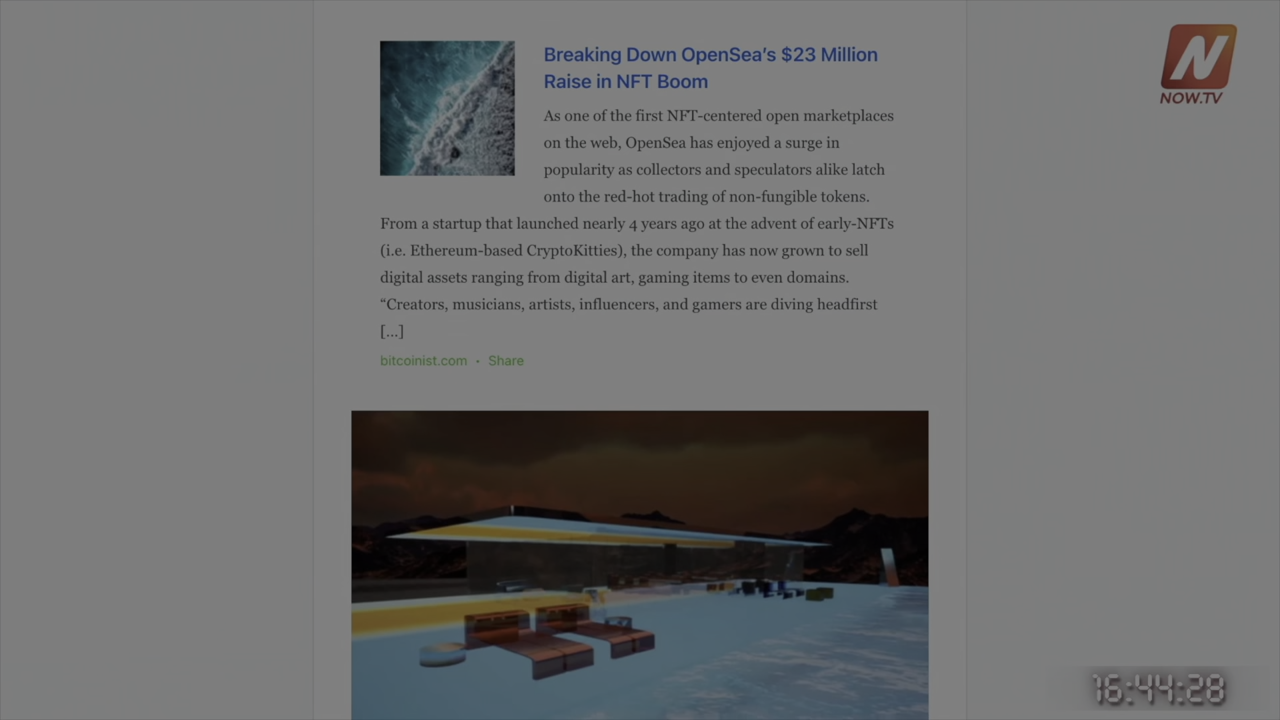 N
NOW.TV
Breaking Down OpenSea’s $23 Million
Raise in NFT Boom
As one of the first NFT-centered open marketplaces
on the web, OpenSea has enjoyed a surge in
popularity as collectors and speculators alike latch
onto the red-hot trading of non-fungible tokens.
From a startup that launched nearly 4 years ago at the advent of early-NFTs
(i.e. Ethereum-based CryptoKitties), the company has now grown to sell
digital assets ranging from digital art, gaming items to even domains.
“Creators, musicians, artists, influencers, and gamers are diving headfirst
[…]
bitcoinist.com • Share
16:44:28